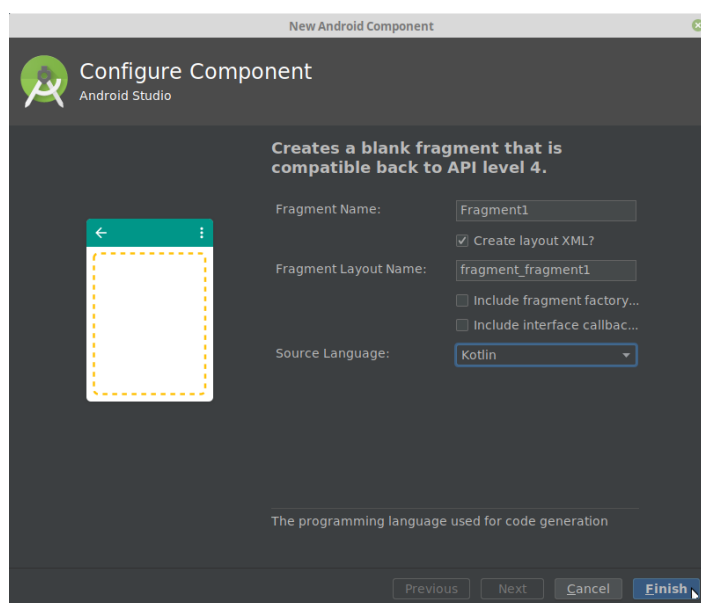 New Android Component
Configure Component
Android Studio
Creates a blank fragment that is
compatible back to API level 4.
Fragment Name: Fragment1
Create layout XML?
Fragment Layout Name: fragment_fragment1
Include fragment factory...
Include interface callbac...
Source Language: Kotlin
The programming language used for code generation
Previous Next Cancel Finish